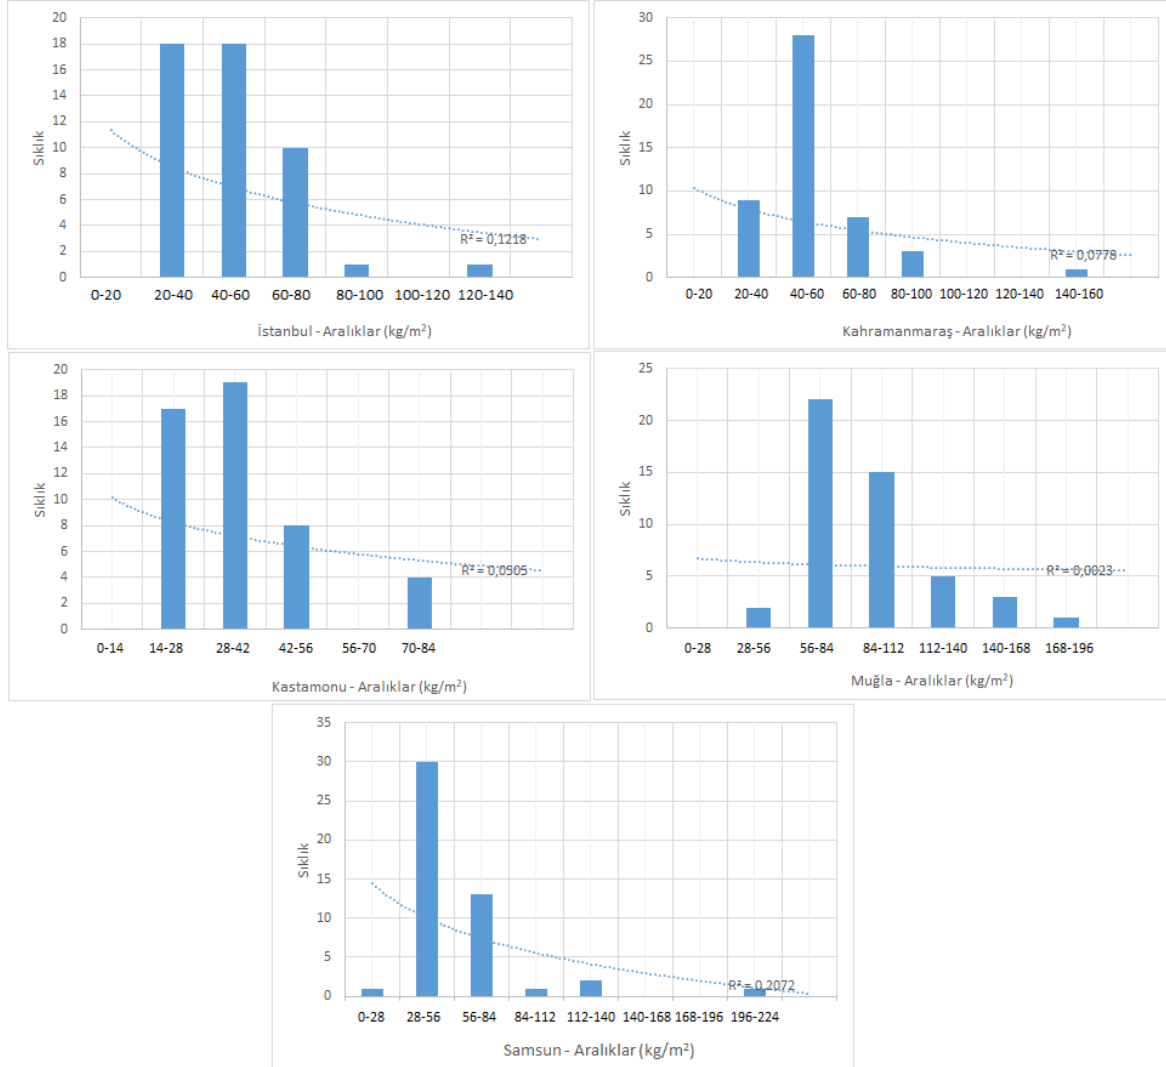 20
18
16
14
12
10
8
6
4
2
0
Sıklık
R² = 0,1218
0-20 20-40 40-60 60-80 80-100 100-120 120-140
İstanbul - Aralıklar (kg/m²)
30
25
20
15
10
5
0
Sıklık
R² = 0,0778
0-20 20-40 40-60 60-80 80-100 100-120 120-140 140-160
Kahramanmaraş - Aralıklar (kg/m²)
20
18
16
14
12
10
8
6
4
2
0
Sıklık
R² = 0,0505
0-14 14-28 28-42 42-56 56-70 70-84
Kastamonu - Aralıklar (kg/m²)
25
20
15
10
5
0
Sıklık
R² = 0,0023
0-28 28-56 56-84 84-112 112-140 140-168 168-196
Muğla - Aralıklar (kg/m²)
35
30
25
20
15
10
5
0
Sıklık
R² = 0,2072
0-28 28-56 56-84 84-112 112-140 140-168 168-196 196-224
Samsun - Aralıklar (kg/m²)